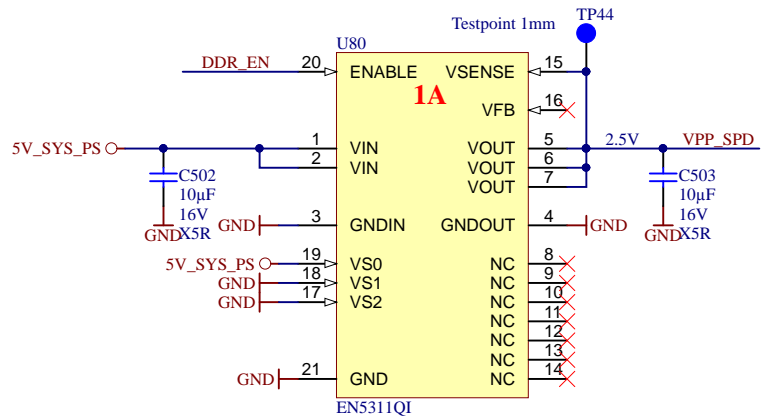 TP44
Testpoint 1mm
U80
DDR_EN 20 ENABLE VSENSE 15
1A
VFB 16
5V_SYS_PS 1 VIN VOUT 5 2.5V VPP_SPD
2 VIN VOUT 6
VOUT 7
C502
10µF
16V
X5R
GND
C503
10µF
16V
X5R
GND
GND 3 GNDIN GNDOUT 4 GND
5V_SYS_PS 19 VS0 NC 8
GND 18 VS1 NC 9
GND 17 VS2 NC 10
NC 11
NC 12
NC 13
GND 21 GND NC 14
EN5311QI